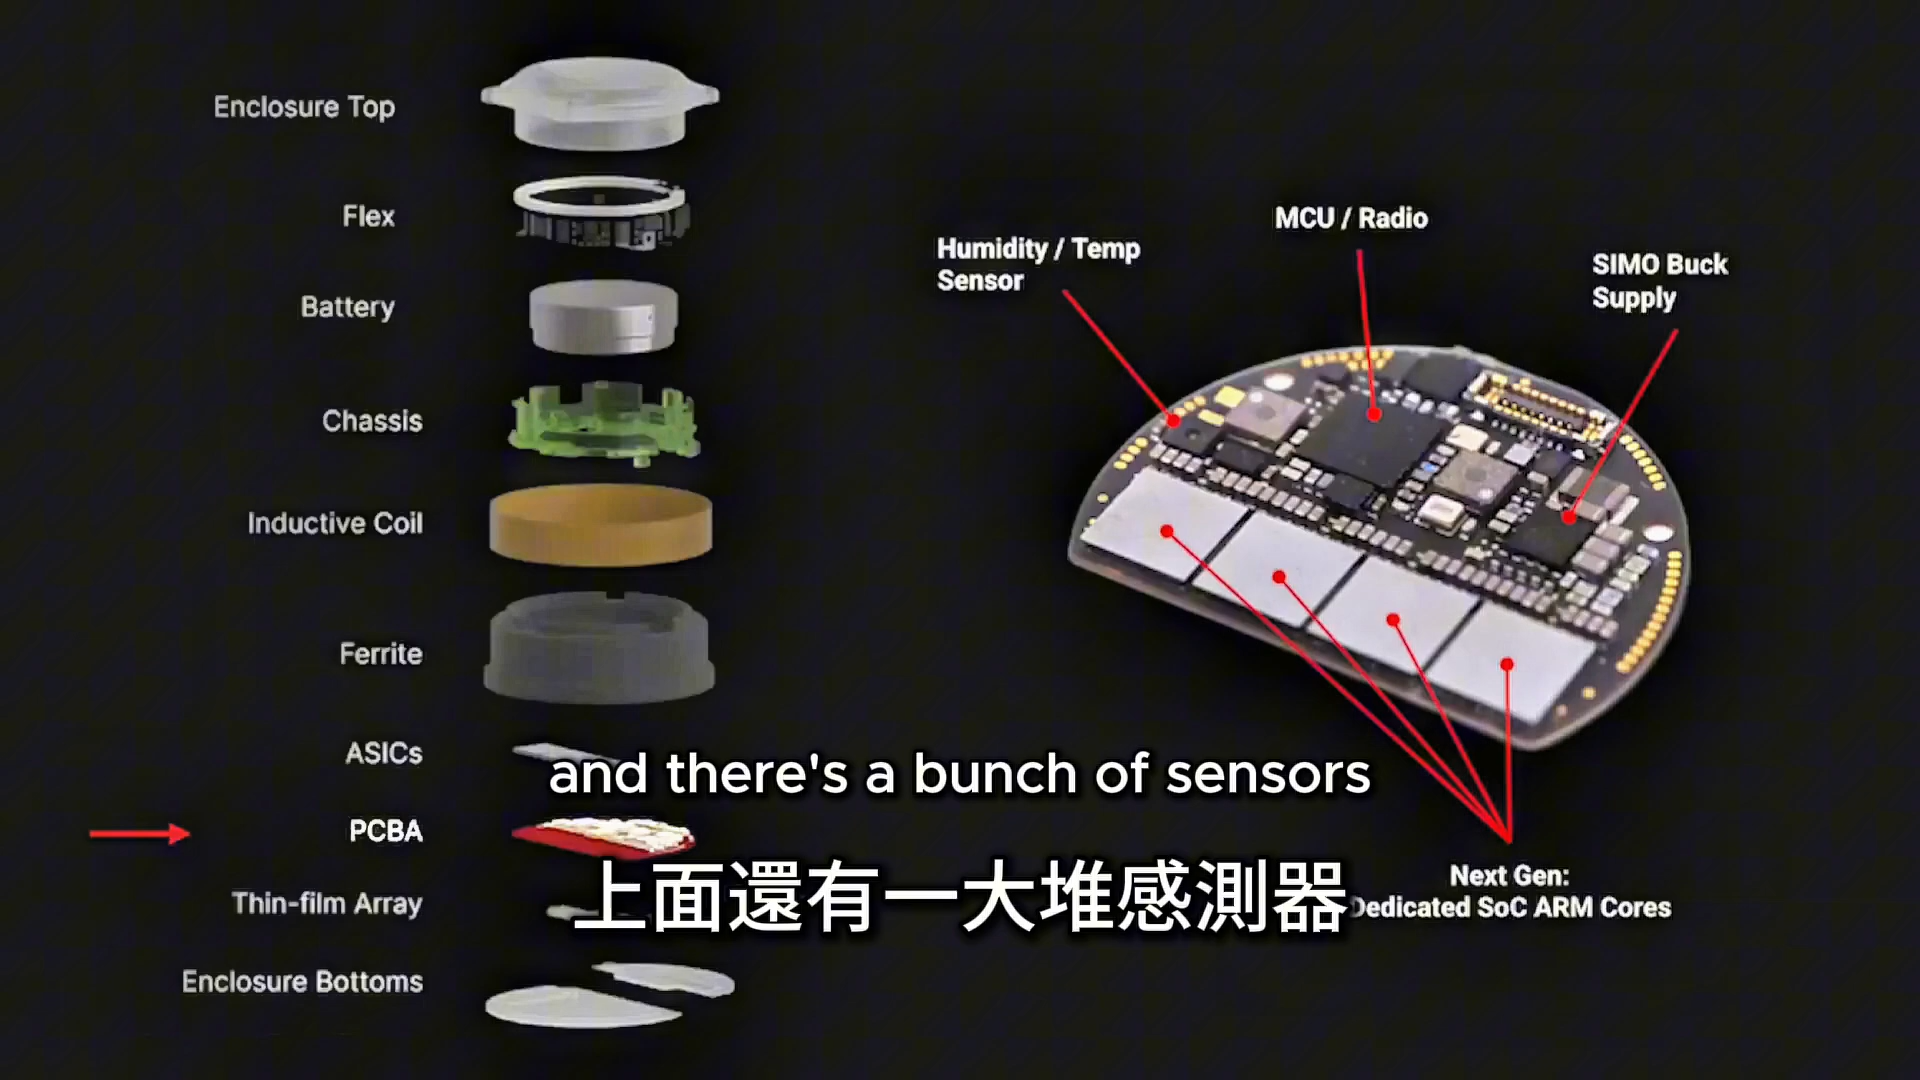 Enclosure Top
Flex
Battery
Chassis
Inductive Coil
Ferrite
ASICs
PCBA
Thin-film Array
Enclosure Bottoms
Humidity / Temp
Sensor
MCU / Radio
SIMO Buck
Supply
Next Gen:
Dedicated SoC ARM Cores
and there's a bunch of sensors
上面還有一大堆感測器